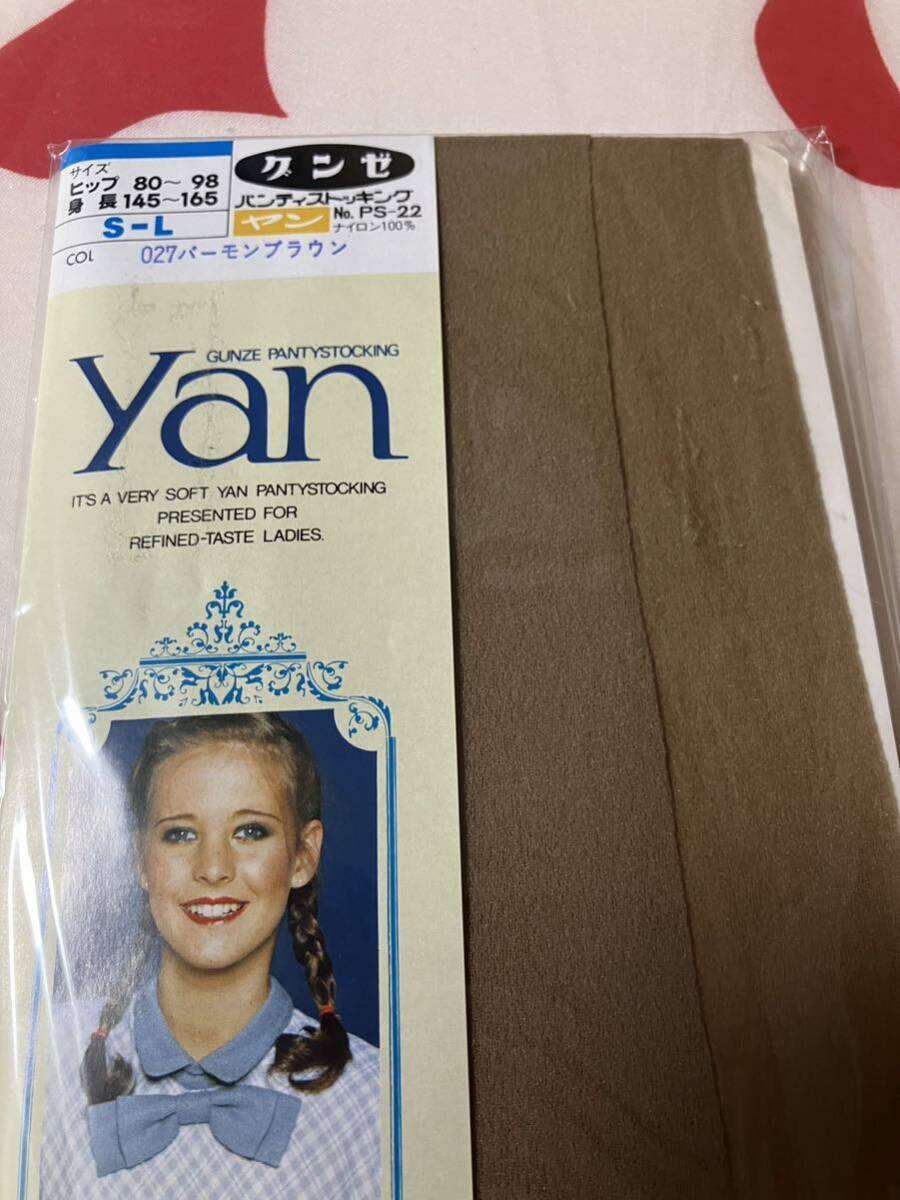 サイズ
ヒップ 80～98
身長145～165
S-L
COL 027バーモンブラウン
グンゼ
パンティストッキング
ヤン No. PS-22
ナイロン100%
GUNZE PANTYSTOCKING
Yan
IT'S A VERY SOFT YAN PANTYSTOCKING
PRESENTED FOR
REFINED-TASTE LADIES.